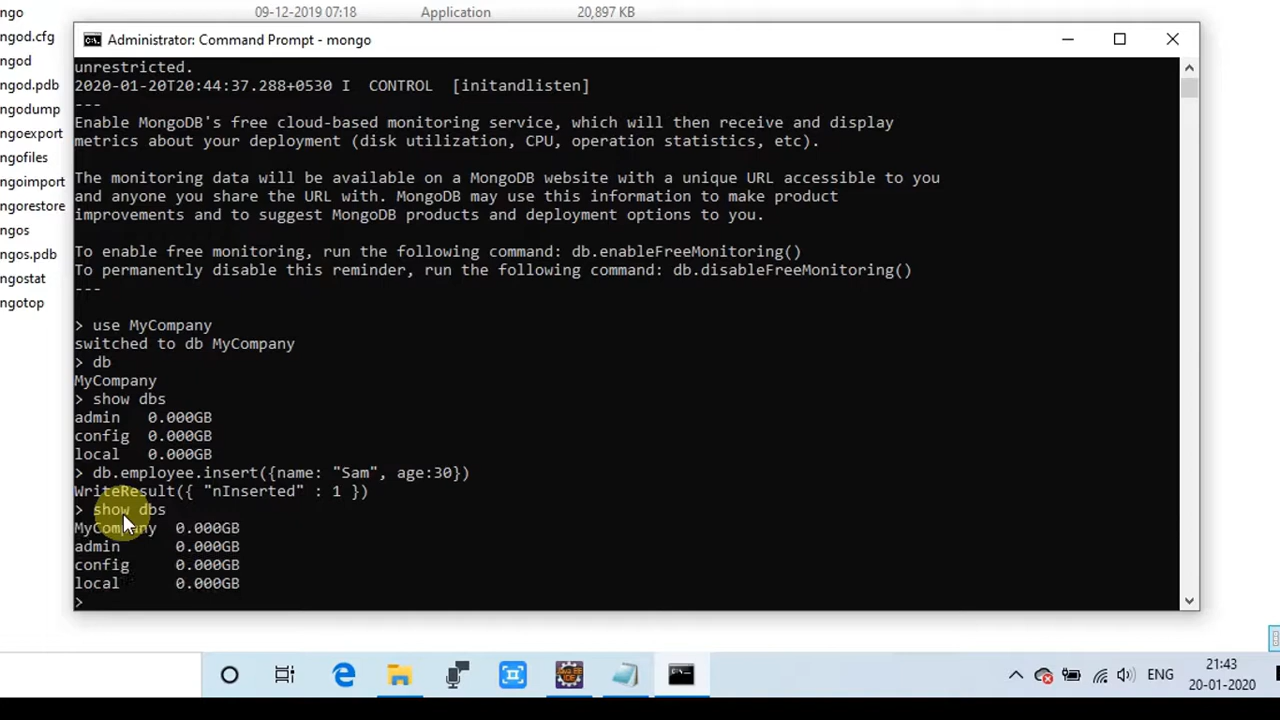 ngo 09-12-2019 07:18 Application 20,897 KB
ngod.cfg
ngod
ngod.pdb
ngodump
ngoexport
ngofiles
ngoimport
ngorestore
ngos
ngos.pdb
ngostat
ngotop
Administrator: Command Prompt - mongo
unrestricted.
2020-01-20T20:44:37.288+0530 I  CONTROL  [initandlisten]
---
Enable MongoDB's free cloud-based monitoring service, which will then receive and display
metrics about your deployment (disk utilization, CPU, operation statistics, etc).
The monitoring data will be available on a MongoDB website with a unique URL accessible to you
and anyone you share the URL with. MongoDB may use this information to make product
improvements and to suggest MongoDB products and deployment options to you.
To enable free monitoring, run the following command: db.enableFreeMonitoring()
To permanently disable this reminder, run the following command: db.disableFreeMonitoring()
---
> use MyCompany
switched to db MyCompany
> db
MyCompany
> show dbs
admin   0.000GB
config  0.000GB
local   0.000GB
> db.employee.insert({name: "Sam", age:30})
WriteResult({ "nInserted" : 1 })
> show dbs
MyCompany  0.000GB
admin      0.000GB
config     0.000GB
local      0.000GB
>
Java EE
IDE
ENG
21:43
20-01-2020